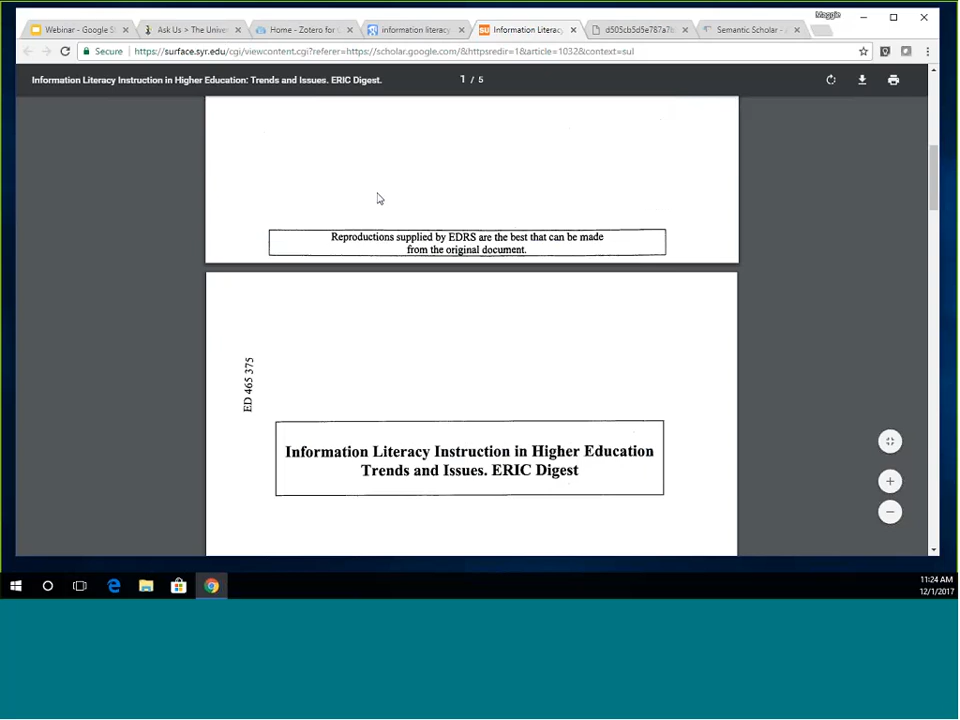 Maggie
Webinar - Google S
Ask Us > The Unive
Home - Zotero for
information literacy
Information Literac
d505cb5d5e787a7b
Semantic Scholar -
Secure
https://surface.syr.edu/cgi/viewcontent.cgi?referer=https://scholar.google.com/&httpsredir=1&article=1032&context=sul
Information Literacy Instruction in Higher Education: Trends and Issues. ERIC Digest.
1 / 5
Reproductions supplied by EDRS are the best that can be made
from the original document.
ED 465 375
Information Literacy Instruction in Higher Education
Trends and Issues. ERIC Digest
11:24 AM
12/1/2017